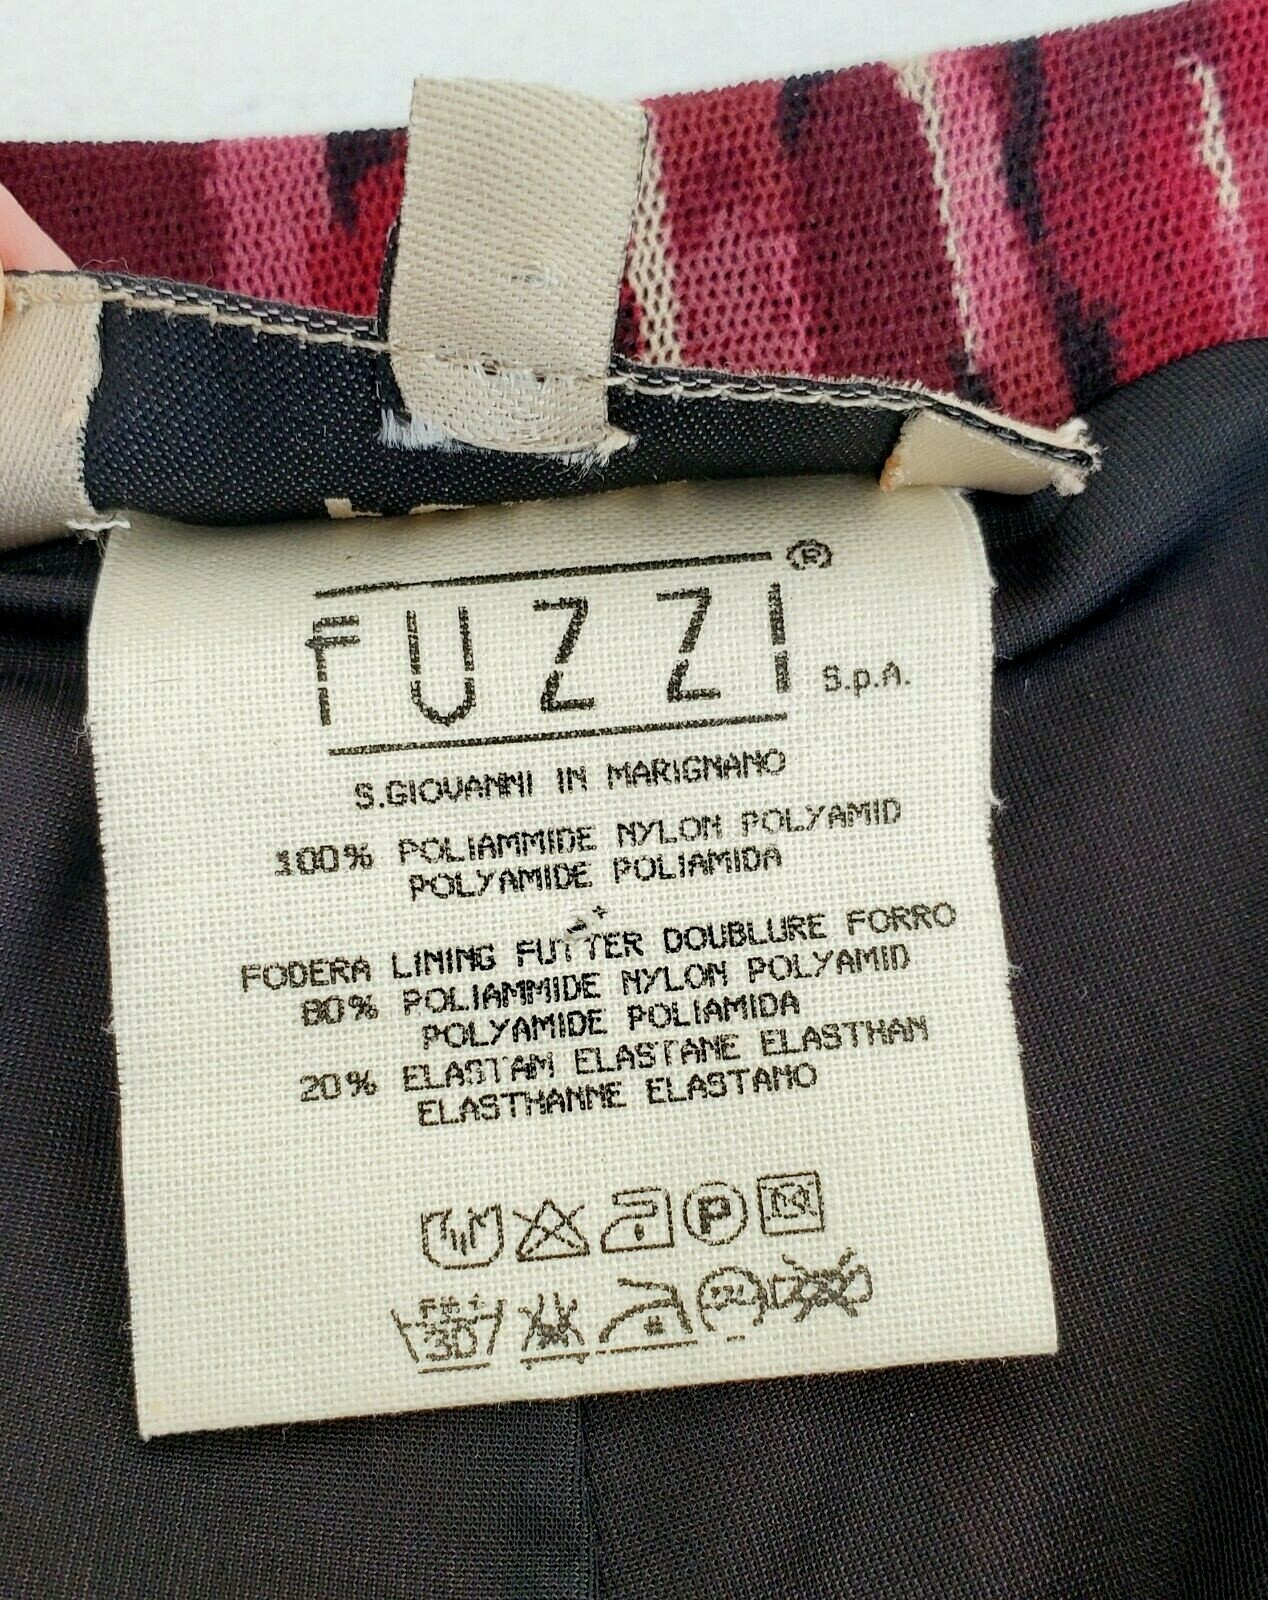 FUZZI® S.p.A.
S.GIOVANNI IN MARIGNANO
100% POLIAMMIDE NYLON POLYAMID
POLYAMIDE POLIAMIDA
FODERA LINING FUTTER DOUBLURE FORRO
80% POLIAMMIDE NYLON POLYAMID
POLYAMIDE POLIAMIDA
20% ELASTAM ELASTANE ELASTHAN
ELASTHANNE ELASTANO
P
30